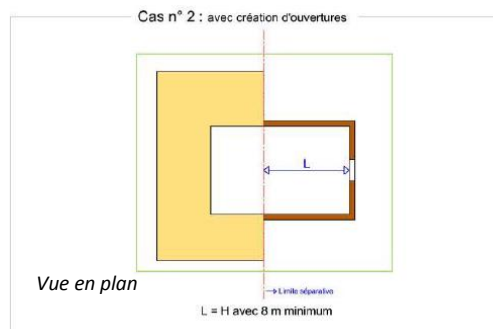 Cas n° 2 : avec création d'ouvertures
L
Vue en plan
Limite séparative
L = H avec 8 m minimum